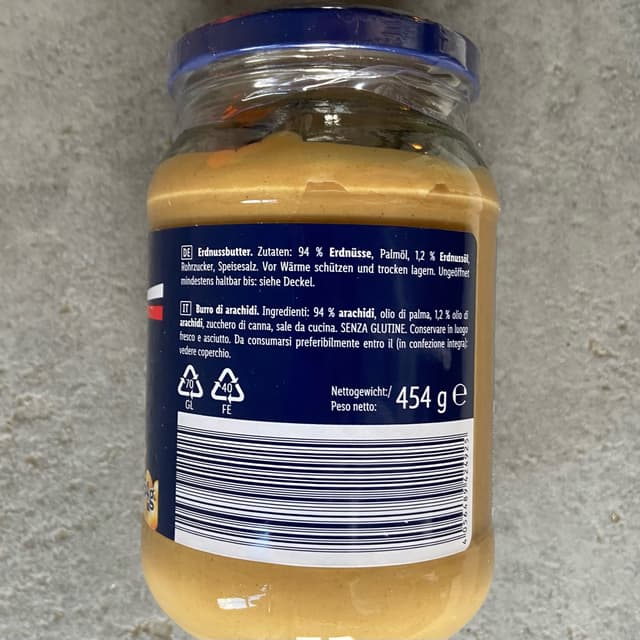 DE Erdnussbutter. Zutaten: 94 % Erdnüsse, Palmöl, 1,2 % Erdnussöl,
Rohrzucker, Speisesalz. Vor Wärme schützen und trocken lagern. Ungeöffnet
mindestens haltbar bis: siehe Deckel.
IT Burro di arachidi. Ingredienti: 94 % arachidi, olio di palma, 1,2 % olio di
arachidi, zucchero di canna, sale da cucina. SENZA GLUTINE. Conservare in luogo
fresco e asciutto. Da consumarsi preferibilmente entro il (in confezione integra):
vedere coperchio.
70
GL
40
FE
Nettogewicht:/
Peso netto:
454 g e